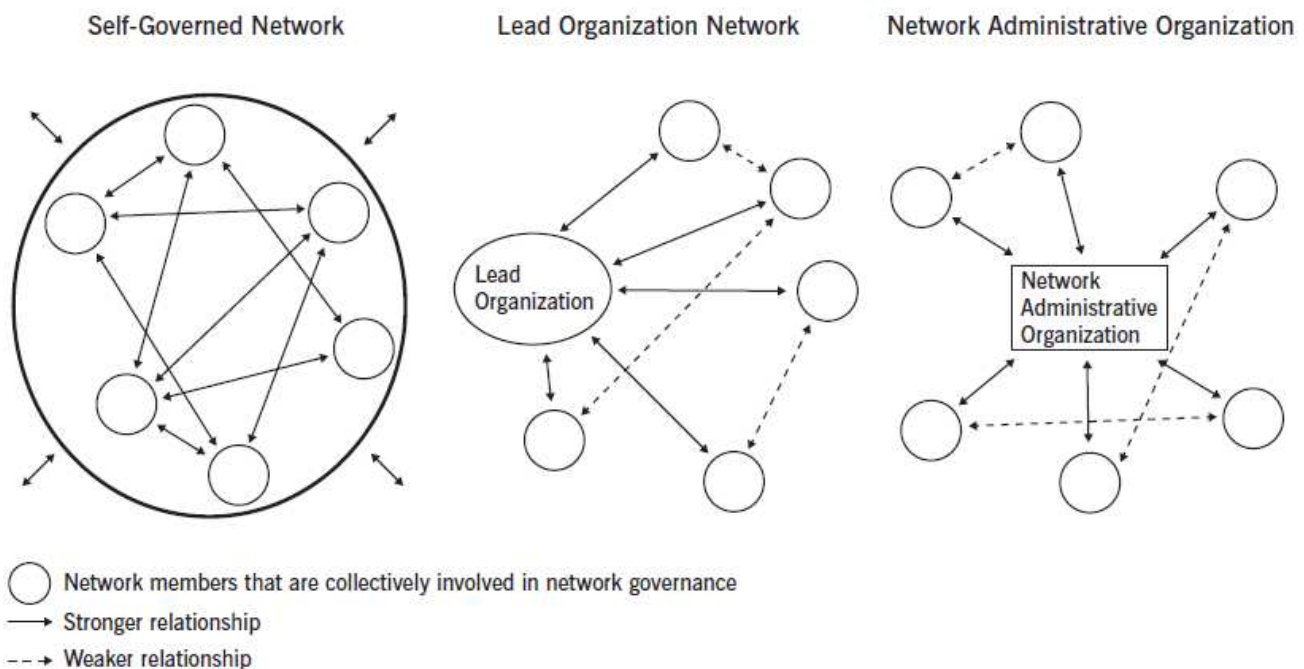 Self-Governed Network
Lead Organization Network
Network Administrative Organization
Lead
Organization
Network
Administrative
Organization
Network members that are collectively involved in network governance
Stronger relationship
Weaker relationship